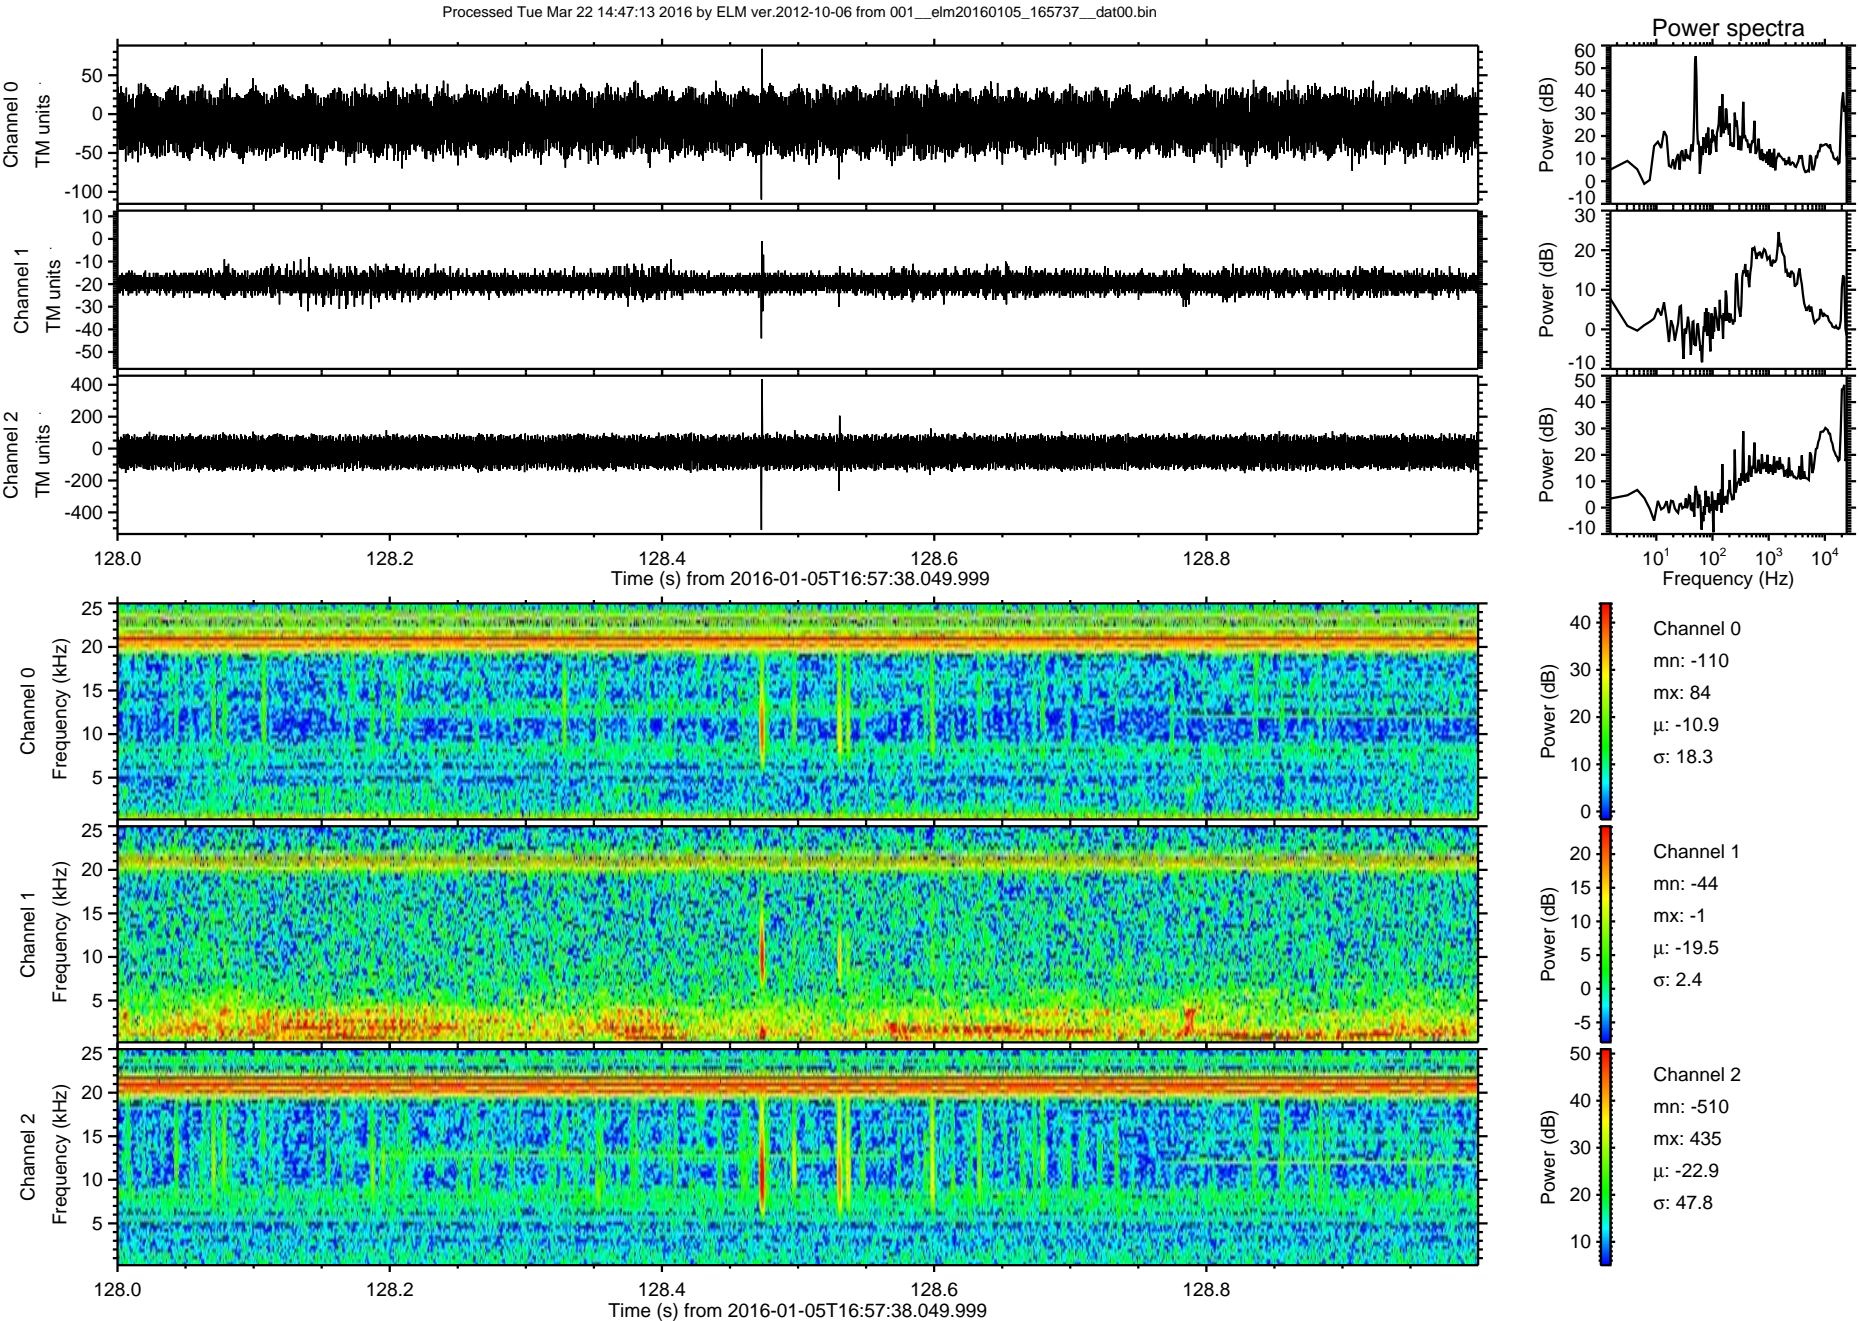 Processed Tue Mar 22 14:47:13 2016 by ELM ver.2012-10-06 from 001__elm20160105_165737__dat00.bin
Power spectra
Channel 0
TM units
50
0
-50
-100
Power (dB)
60
50
40
30
20
10
0
-10
Channel 1
TM units
10
0
-10
-20
-30
-40
-50
Power (dB)
30
20
10
0
-10
Channel 2
TM units
400
200
0
-200
-400
Power (dB)
50
40
30
20
10
0
-10
128.0 128.2 128.4 128.6 128.8
Time (s) from 2016-01-05T16:57:38.049.999
10¹ 10² 10³ 10⁴
Frequency (Hz)
Channel 0
Frequency (kHz)
25
20
15
10
5
Power (dB)
40
30
20
10
0
Channel 0
mn: -110
mx: 84
μ: -10.9
σ: 18.3
Channel 1
Frequency (kHz)
25
20
15
10
5
Power (dB)
20
15
10
5
0
-5
Channel 1
mn: -44
mx: -1
μ: -19.5
σ: 2.4
Channel 2
Frequency (kHz)
25
20
15
10
5
Power (dB)
50
40
30
20
10
Channel 2
mn: -510
mx: 435
μ: -22.9
σ: 47.8
128.0 128.2 128.4 128.6 128.8
Time (s) from 2016-01-05T16:57:38.049.999